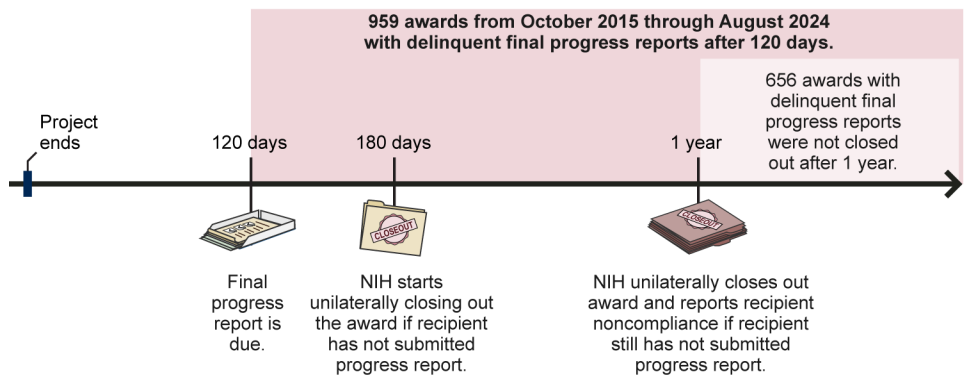 959 awards from October 2015 through August 2024
with delinquent final progress reports after 120 days.
656 awards with
delinquent final
progress reports
were not closed
out after 1 year.
Project
ends
120 days
180 days
1 year
CLOSEOUT
CLOSEOUT
Final
progress
report is
due.
NIH starts
unilaterally closing out
the award if recipient
has not submitted
progress report.
NIH unilaterally closes out
award and reports recipient
noncompliance if recipient
still has not submitted
progress report.